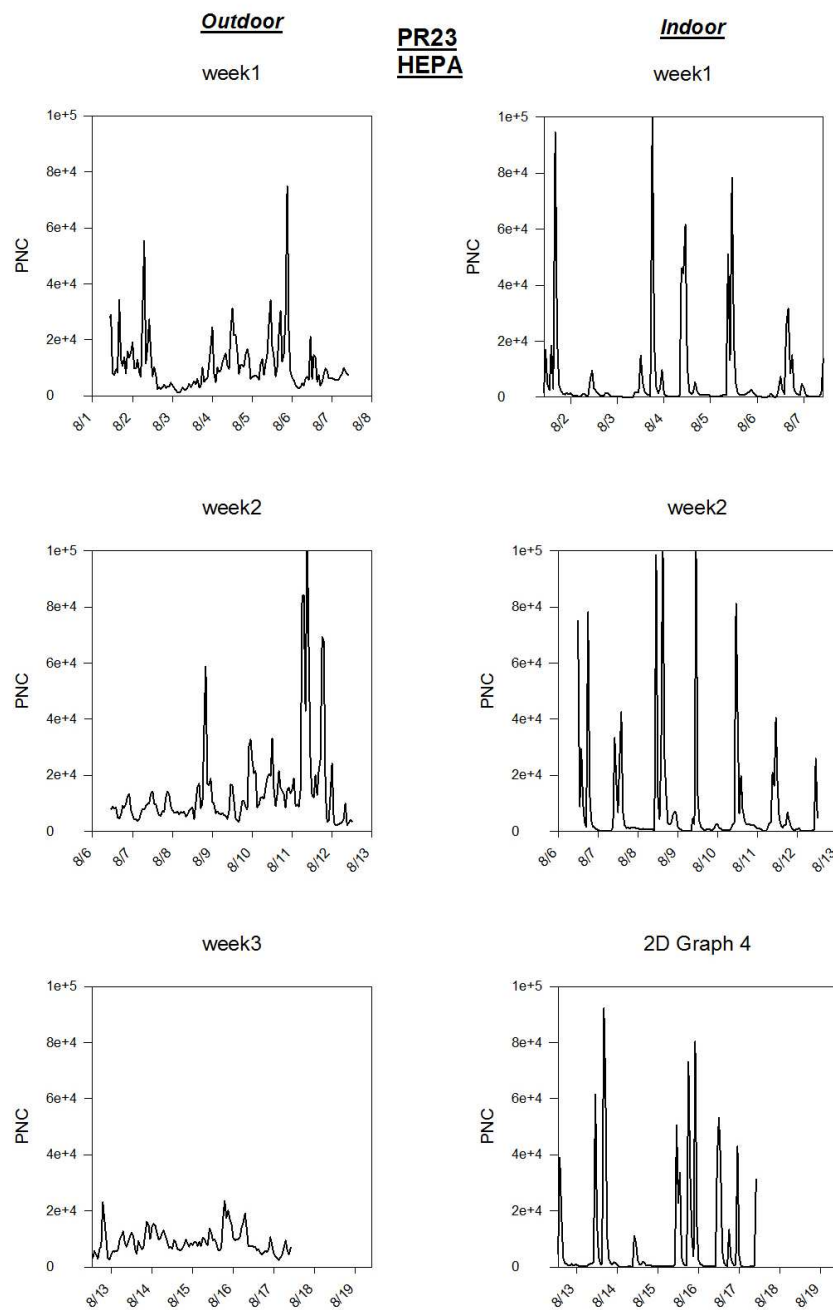 Outdoor
PR23
HEPA
Indoor
week1
week1
1e+5
8e+4
6e+4
4e+4
2e+4
0
PNC
8/1
8/2
8/3
8/4
8/5
8/6
8/7
8/8
1e+5
8e+4
6e+4
4e+4
2e+4
0
PNC
8/2
8/3
8/4
8/5
8/6
8/7
week2
week2
1e+5
8e+4
6e+4
4e+4
2e+4
0
PNC
8/6
8/7
8/8
8/9
8/10
8/11
8/12
8/13
1e+5
8e+4
6e+4
4e+4
2e+4
0
PNC
8/6
8/7
8/8
8/9
8/10
8/11
8/12
8/13
week3
2D Graph 4
1e+5
8e+4
6e+4
4e+4
2e+4
0
PNC
8/13
8/14
8/15
8/16
8/17
8/18
8/19
1e+5
8e+4
6e+4
4e+4
2e+4
0
PNC
8/13
8/14
8/15
8/16
8/17
8/18
8/19